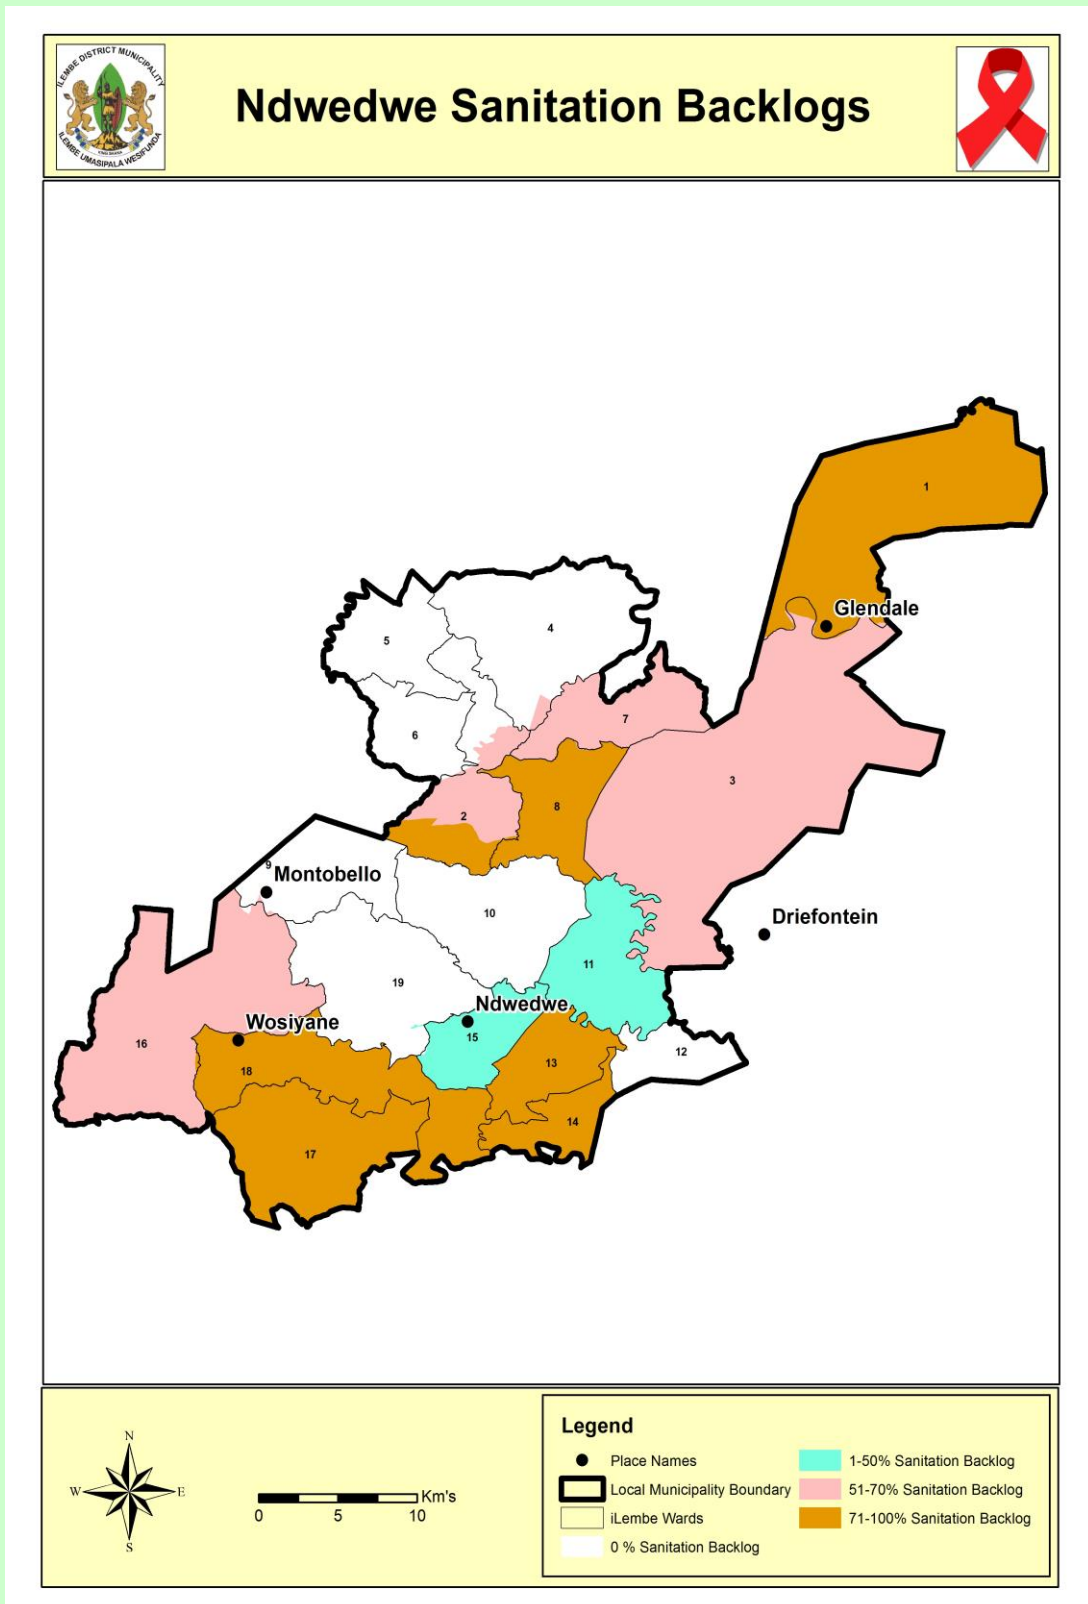 ILEMBE DISTRICT MUNICIPALITY
ILEMBE UMASIPALA WESIFUNDA
Ndwedwe Sanitation Backlogs
1
Glendale
5
4
7
6
3
8
2
9
Montobello
10
Driefontein
11
19
Ndwedwe
Wosiyane
15
16
12
13
18
14
17
N
W
E
S
Km's
0
5
10
Legend
Place Names
Local Municipality Boundary
iLembe Wards
0 % Sanitation Backlog
1-50% Sanitation Backlog
51-70% Sanitation Backlog
71-100% Sanitation Backlog